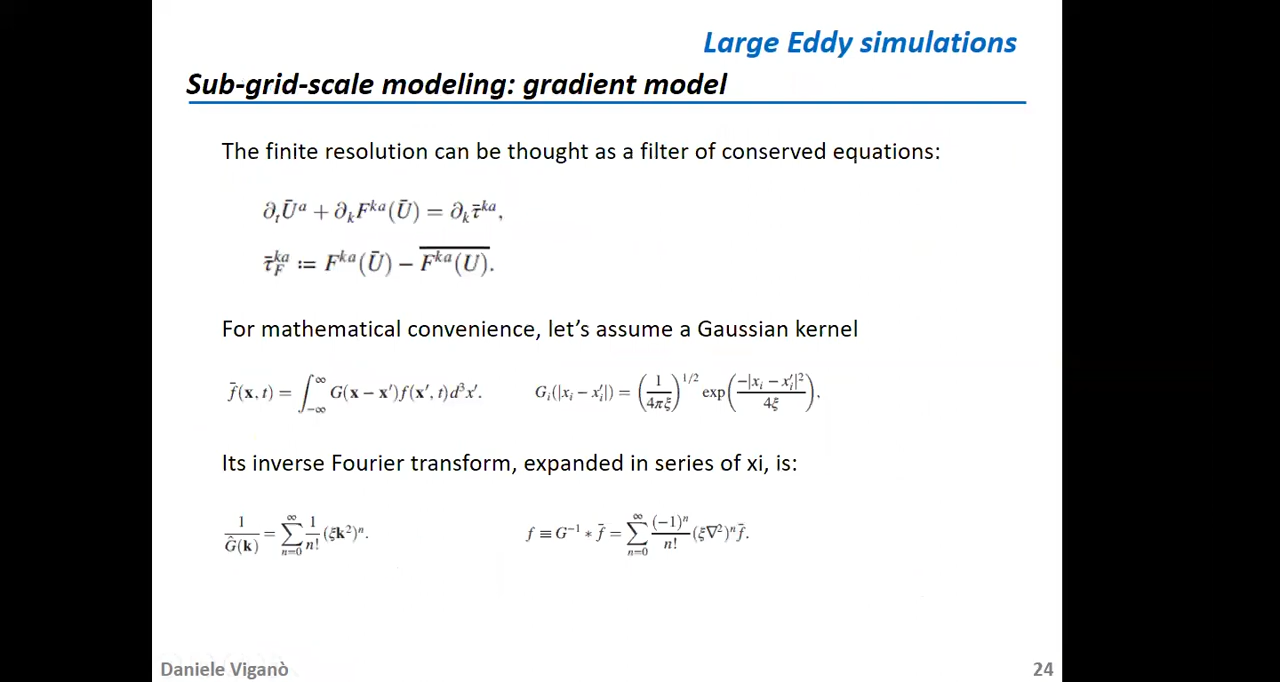 Large Eddy simulations
Sub-grid-scale modeling: gradient model
The finite resolution can be thought as a filter of conserved equations:
∂ₜŪᵃ + ∂ₖFᵏᵃ(Ū) = ∂ₖτ̄ᵏᵃ,
τ̄ꜰᵏᵃ := Fᵏᵃ(Ū) − \overline{Fᵏᵃ(U)}.
For mathematical convenience, let’s assume a Gaussian kernel
f̄(x, t) = ∫_{−∞}^{∞} G(x − x′)f(x′, t)d³x′. Gᵢ(|xᵢ − xᵢ′|) = (1/4πξ)^{1/2} exp(−|xᵢ − xᵢ′|²/4ξ),
Its inverse Fourier transform, expanded in series of xi, is:
1/Ĝ(k) = ∑_{n=0}^{∞} 1/n! (ξk²)ⁿ. f ≡ G⁻¹ * f̄ = ∑_{n=0}^{∞} (−1)ⁿ/n! (ξ∇²)ⁿ f̄.
Daniele Viganò 24